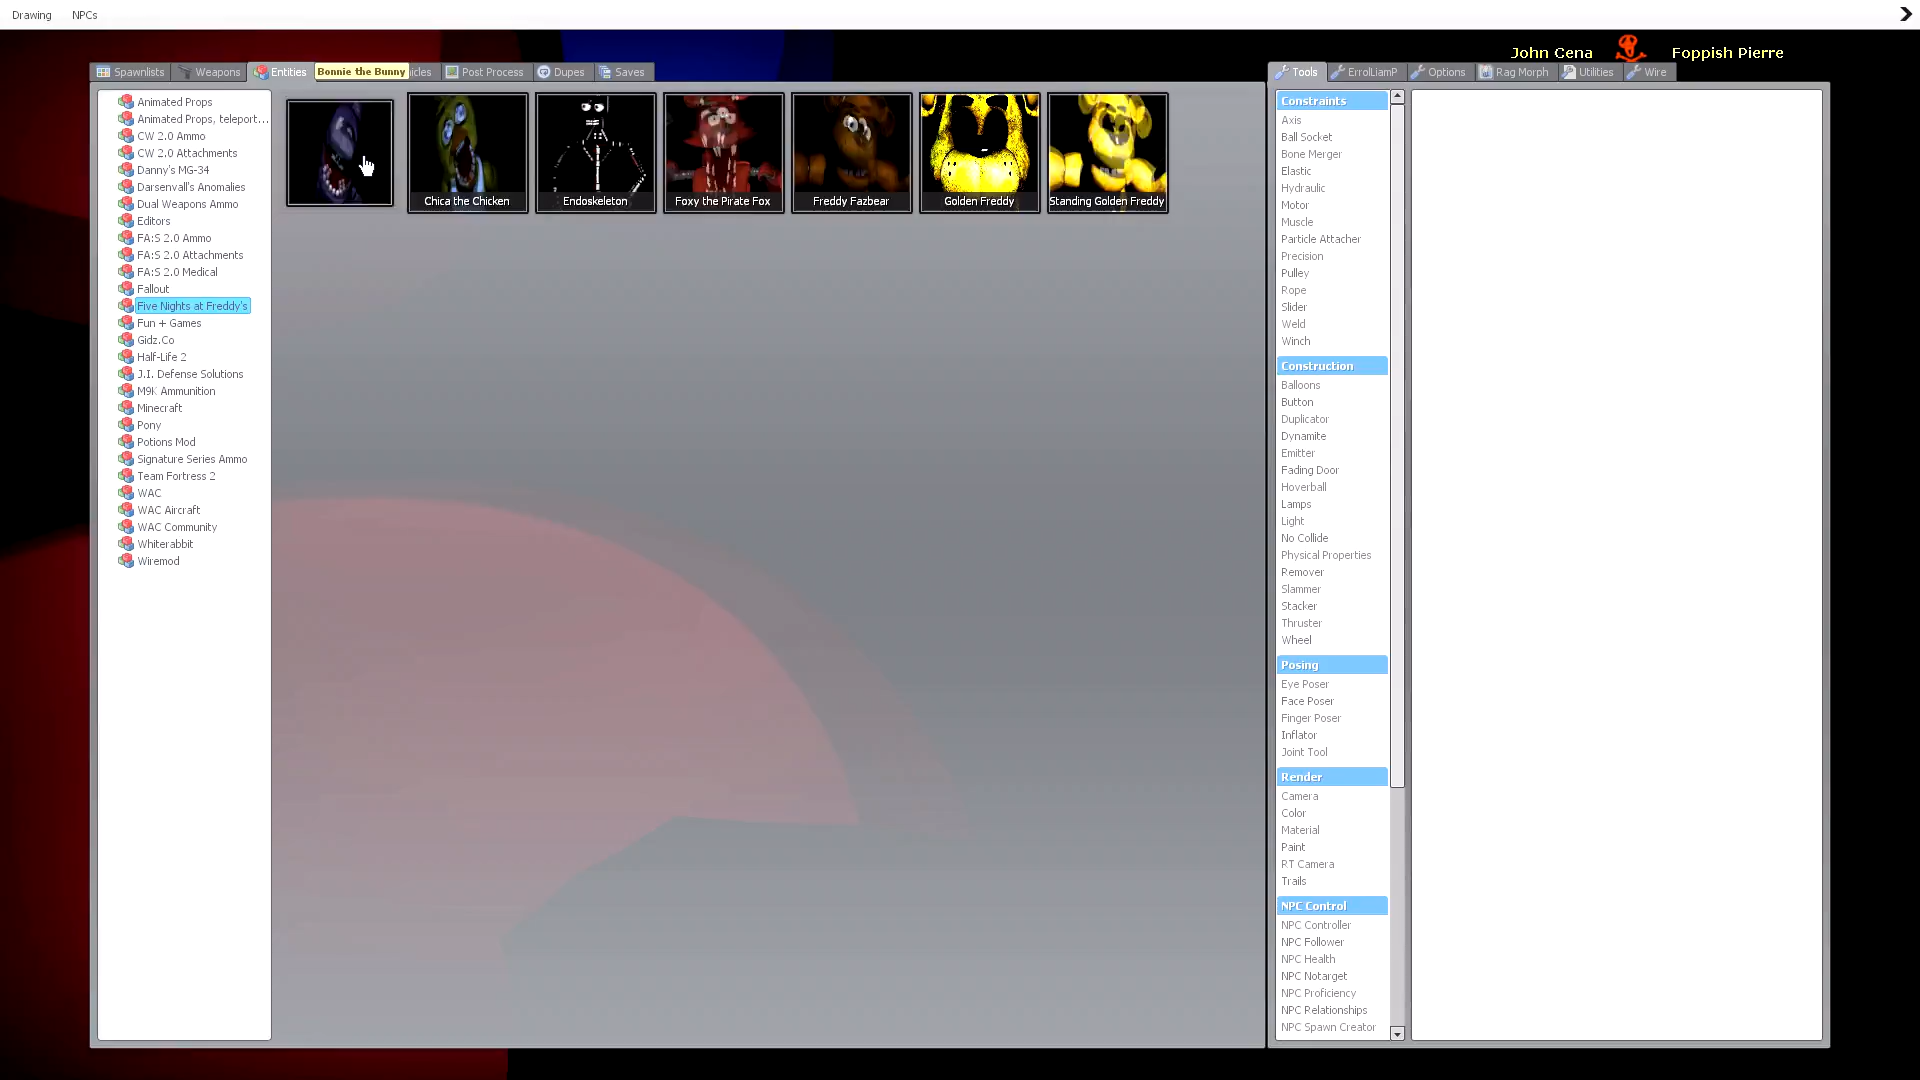 Drawing NPCs
John Cena Foppish Pierre
Spawnlists Weapons Entities Bonnie the Bunny icles Post Process Dupes Saves
Tools ErrolLiamP Options Rag Morph Utilities Wire
Animated Props
Animated Props, teleport...
CW 2.0 Ammo
CW 2.0 Attachments
Danny's MG-34
Darsenvall's Anomalies
Dual Weapons Ammo
Editors
FA:S 2.0 Ammo
FA:S 2.0 Attachments
FA:S 2.0 Medical
Fallout
Five Nights at Freddy's
Fun + Games
Gidz.Co
Half-Life 2
J.I. Defense Solutions
M9K Ammunition
Minecraft
Pony
Potions Mod
Signature Series Ammo
Team Fortress 2
WAC
WAC Aircraft
WAC Community
Whiterabbit
Wiremod
Chica the Chicken
Endoskeleton
Foxy the Pirate Fox
Freddy Fazbear
Golden Freddy
Standing Golden Freddy
Constraints
Axis
Ball Socket
Bone Merger
Elastic
Hydraulic
Motor
Muscle
Particle Attacher
Precision
Pulley
Rope
Slider
Weld
Winch
Construction
Balloons
Button
Duplicator
Dynamite
Emitter
Fading Door
Hoverball
Lamps
Light
No Collide
Physical Properties
Remover
Slammer
Stacker
Thruster
Wheel
Posing
Eye Poser
Face Poser
Finger Poser
Inflator
Joint Tool
Render
Camera
Color
Material
Paint
RT Camera
Trails
NPC Control
NPC Controller
NPC Follower
NPC Health
NPC Notarget
NPC Proficiency
NPC Relationships
NPC Spawn Creator